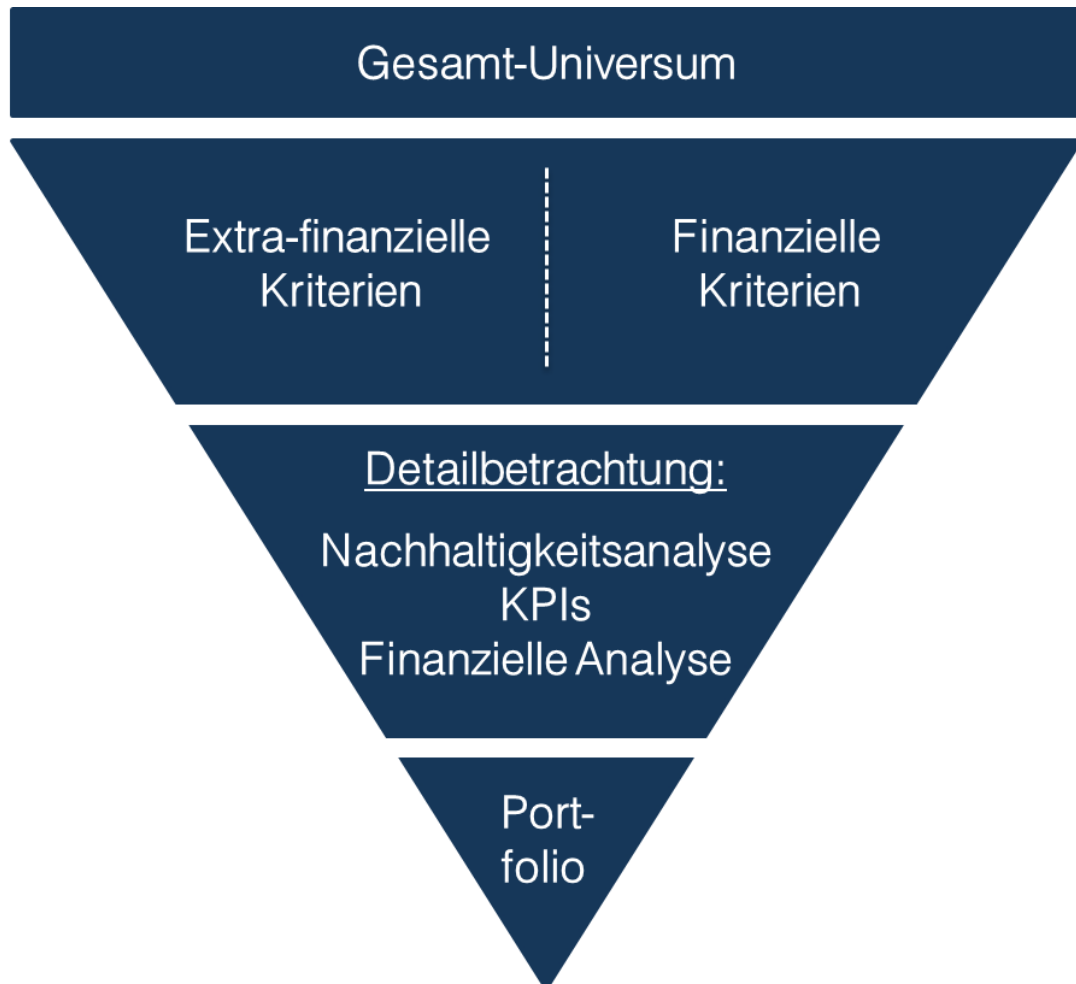 Gesamt-Universum
Extra-finanzielle
Kriterien
Finanzielle
Kriterien
Detailbetrachtung:
Nachhaltigkeitsanalyse
KPIs
Finanzielle Analyse
Port-
folio